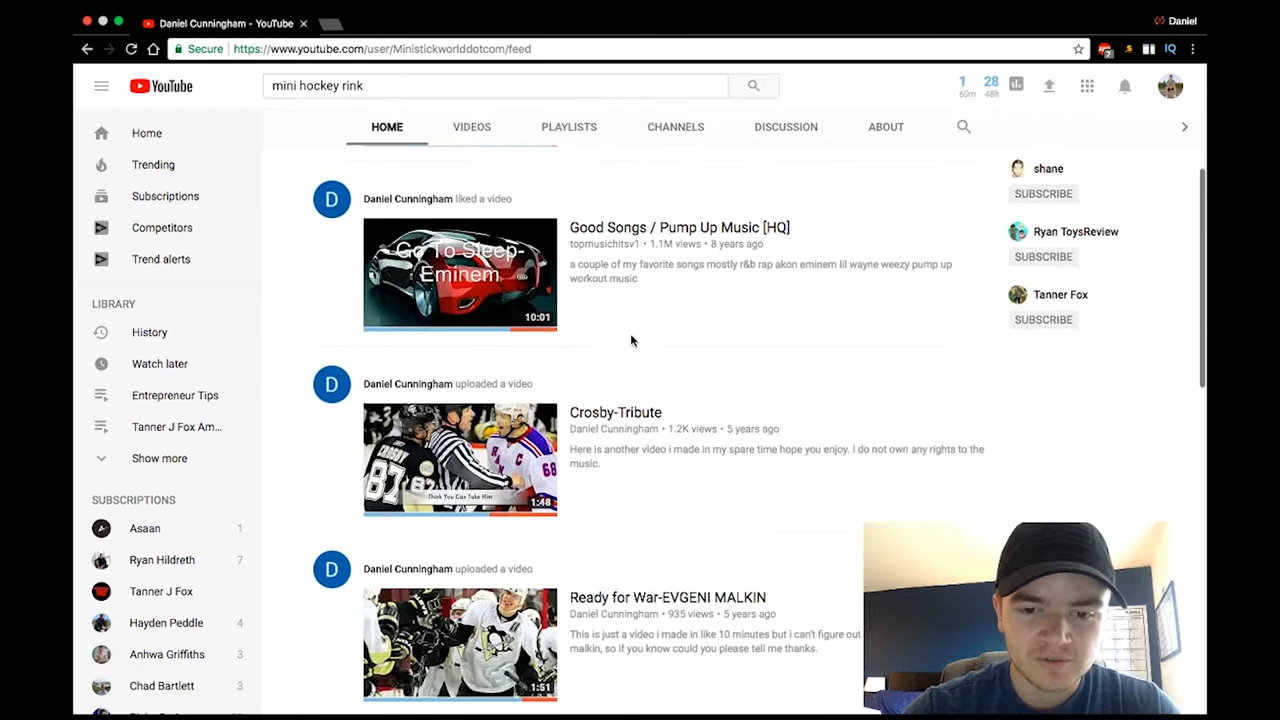 Daniel Cunningham - YouTube
Daniel
Secure
https://www.youtube.com/user/Ministickworlddotcom/feed
7
IQ
YouTube
mini hockey rink
1
60m
28
48h
HOME
VIDEOS
PLAYLISTS
CHANNELS
DISCUSSION
ABOUT
Home
Trending
Subscriptions
Competitors
Trend alerts
LIBRARY
History
Watch later
Entrepreneur Tips
Tanner J Fox Am...
Show more
SUBSCRIPTIONS
Asaan 1
Ryan Hildreth 7
Tanner J Fox
Hayden Peddle 4
Anhwa Griffiths 3
Chad Bartlett 3
D
Daniel Cunningham liked a video
Go To Sleep-
Eminem
10:01
Good Songs / Pump Up Music [HQ]
topmusichitsv1 • 1.1M views • 8 years ago
a couple of my favorite songs mostly r&b rap akon eminem lil wayne weezy pump up
workout music
D
Daniel Cunningham uploaded a video
87
68
Think You Can Take Him
1:48
Crosby-Tribute
Daniel Cunningham • 1.2K views • 5 years ago
Here is another video i made in my spare time hope you enjoy. I do not own any rights to the
music.
D
Daniel Cunningham uploaded a video
1:51
Ready for War-EVGENI MALKIN
Daniel Cunningham • 935 views • 5 years ago
This is just a video i made in like 10 minutes but i can't figure out
malkin, so if you know could you please tell me thanks.
shane
SUBSCRIBE
Ryan ToysReview
SUBSCRIBE
Tanner Fox
SUBSCRIBE